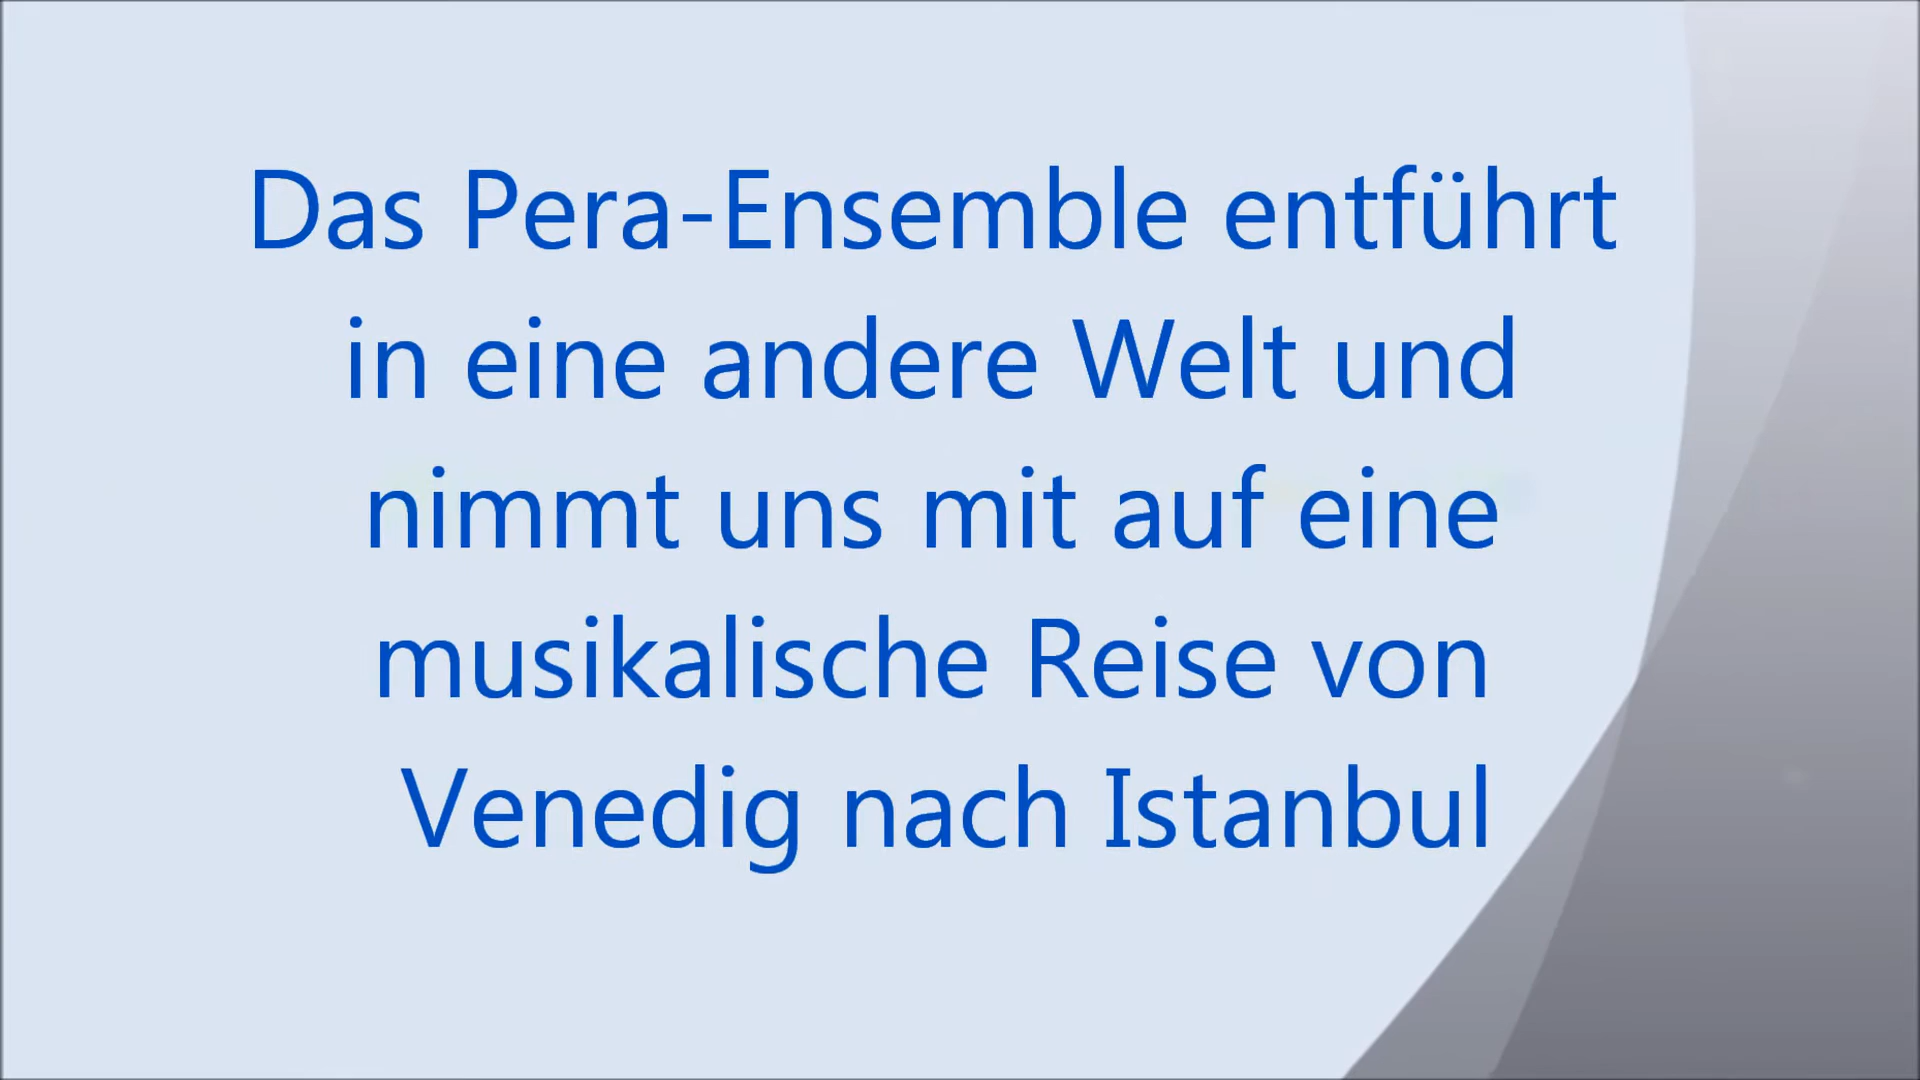 Das Pera-Ensemble entführt
in eine andere Welt und
nimmt uns mit auf eine
musikalische Reise von
Venedig nach Istanbul